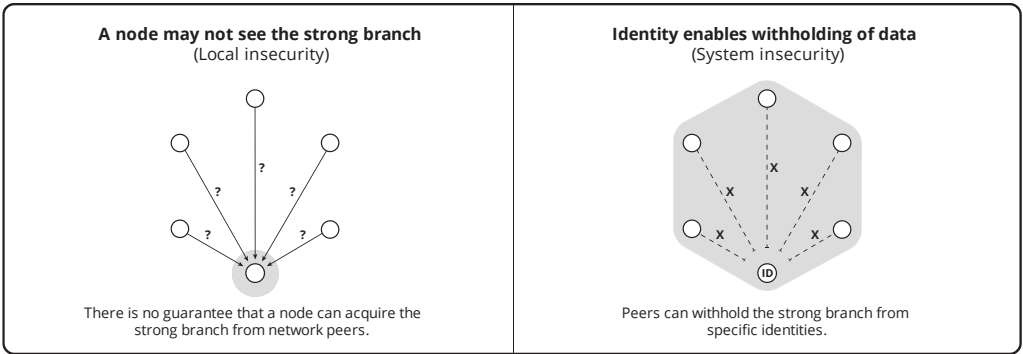 A node may not see the strong branch
(Local insecurity)
?
?
?
?
?
There is no guarantee that a node can acquire the
strong branch from network peers.
Identity enables withholding of data
(System insecurity)
X
X
X
X
X
ID
Peers can withhold the strong branch from
specific identities.